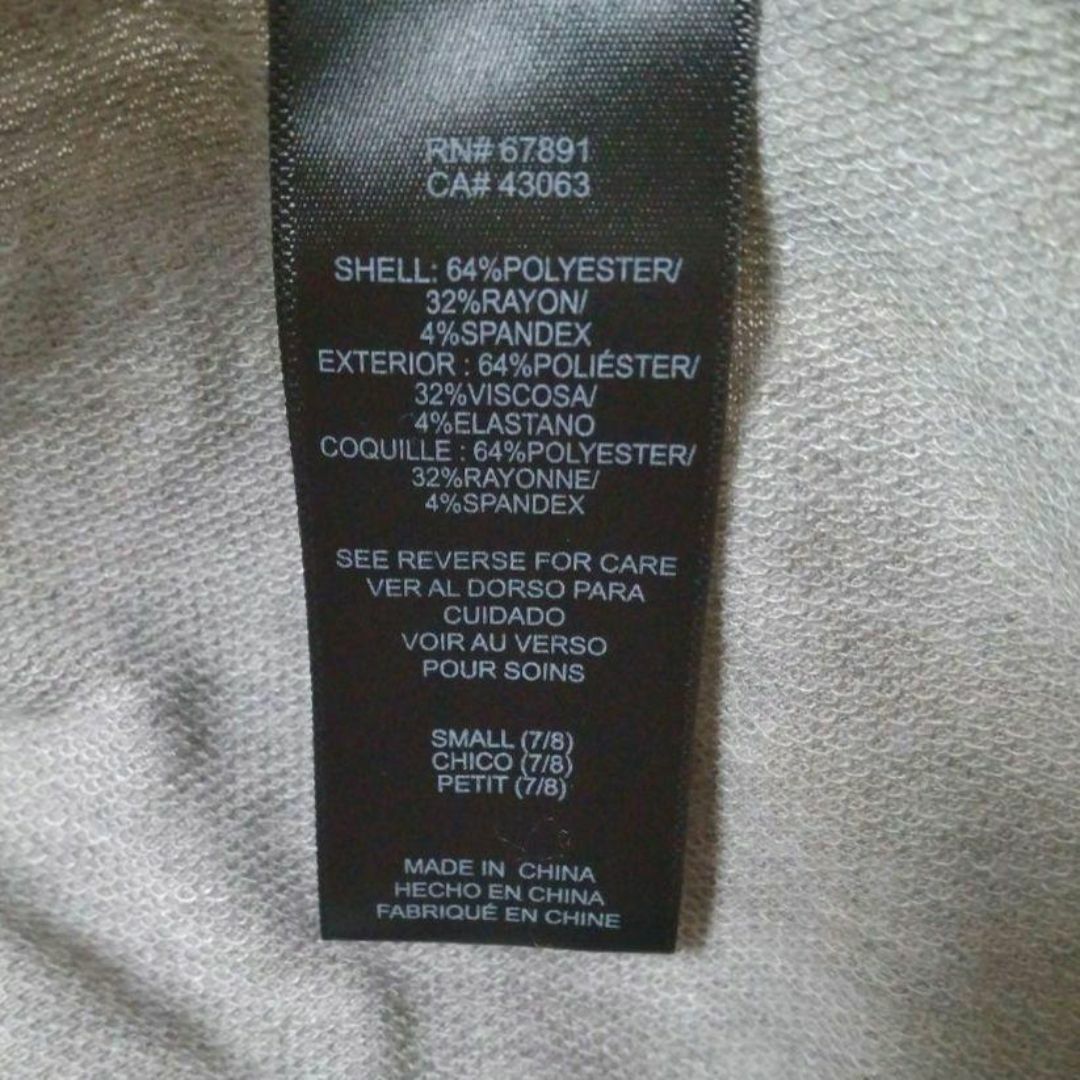 RN# 67891
CA# 43063
SHELL: 64%POLYESTER/
32%RAYON/
4%SPANDEX
EXTERIOR : 64%POLIÉSTER/
32%VISCOSA/
4%ELASTANO
COQUILLE : 64%POLYESTER/
32%RAYONNE/
4%SPANDEX
SEE REVERSE FOR CARE
VER AL DORSO PARA
CUIDADO
VOIR AU VERSO
POUR SOINS
SMALL (7/8)
CHICO (7/8)
PETIT (7/8)
MADE IN CHINA
HECHO EN CHINA
FABRIQUÉ EN CHINE